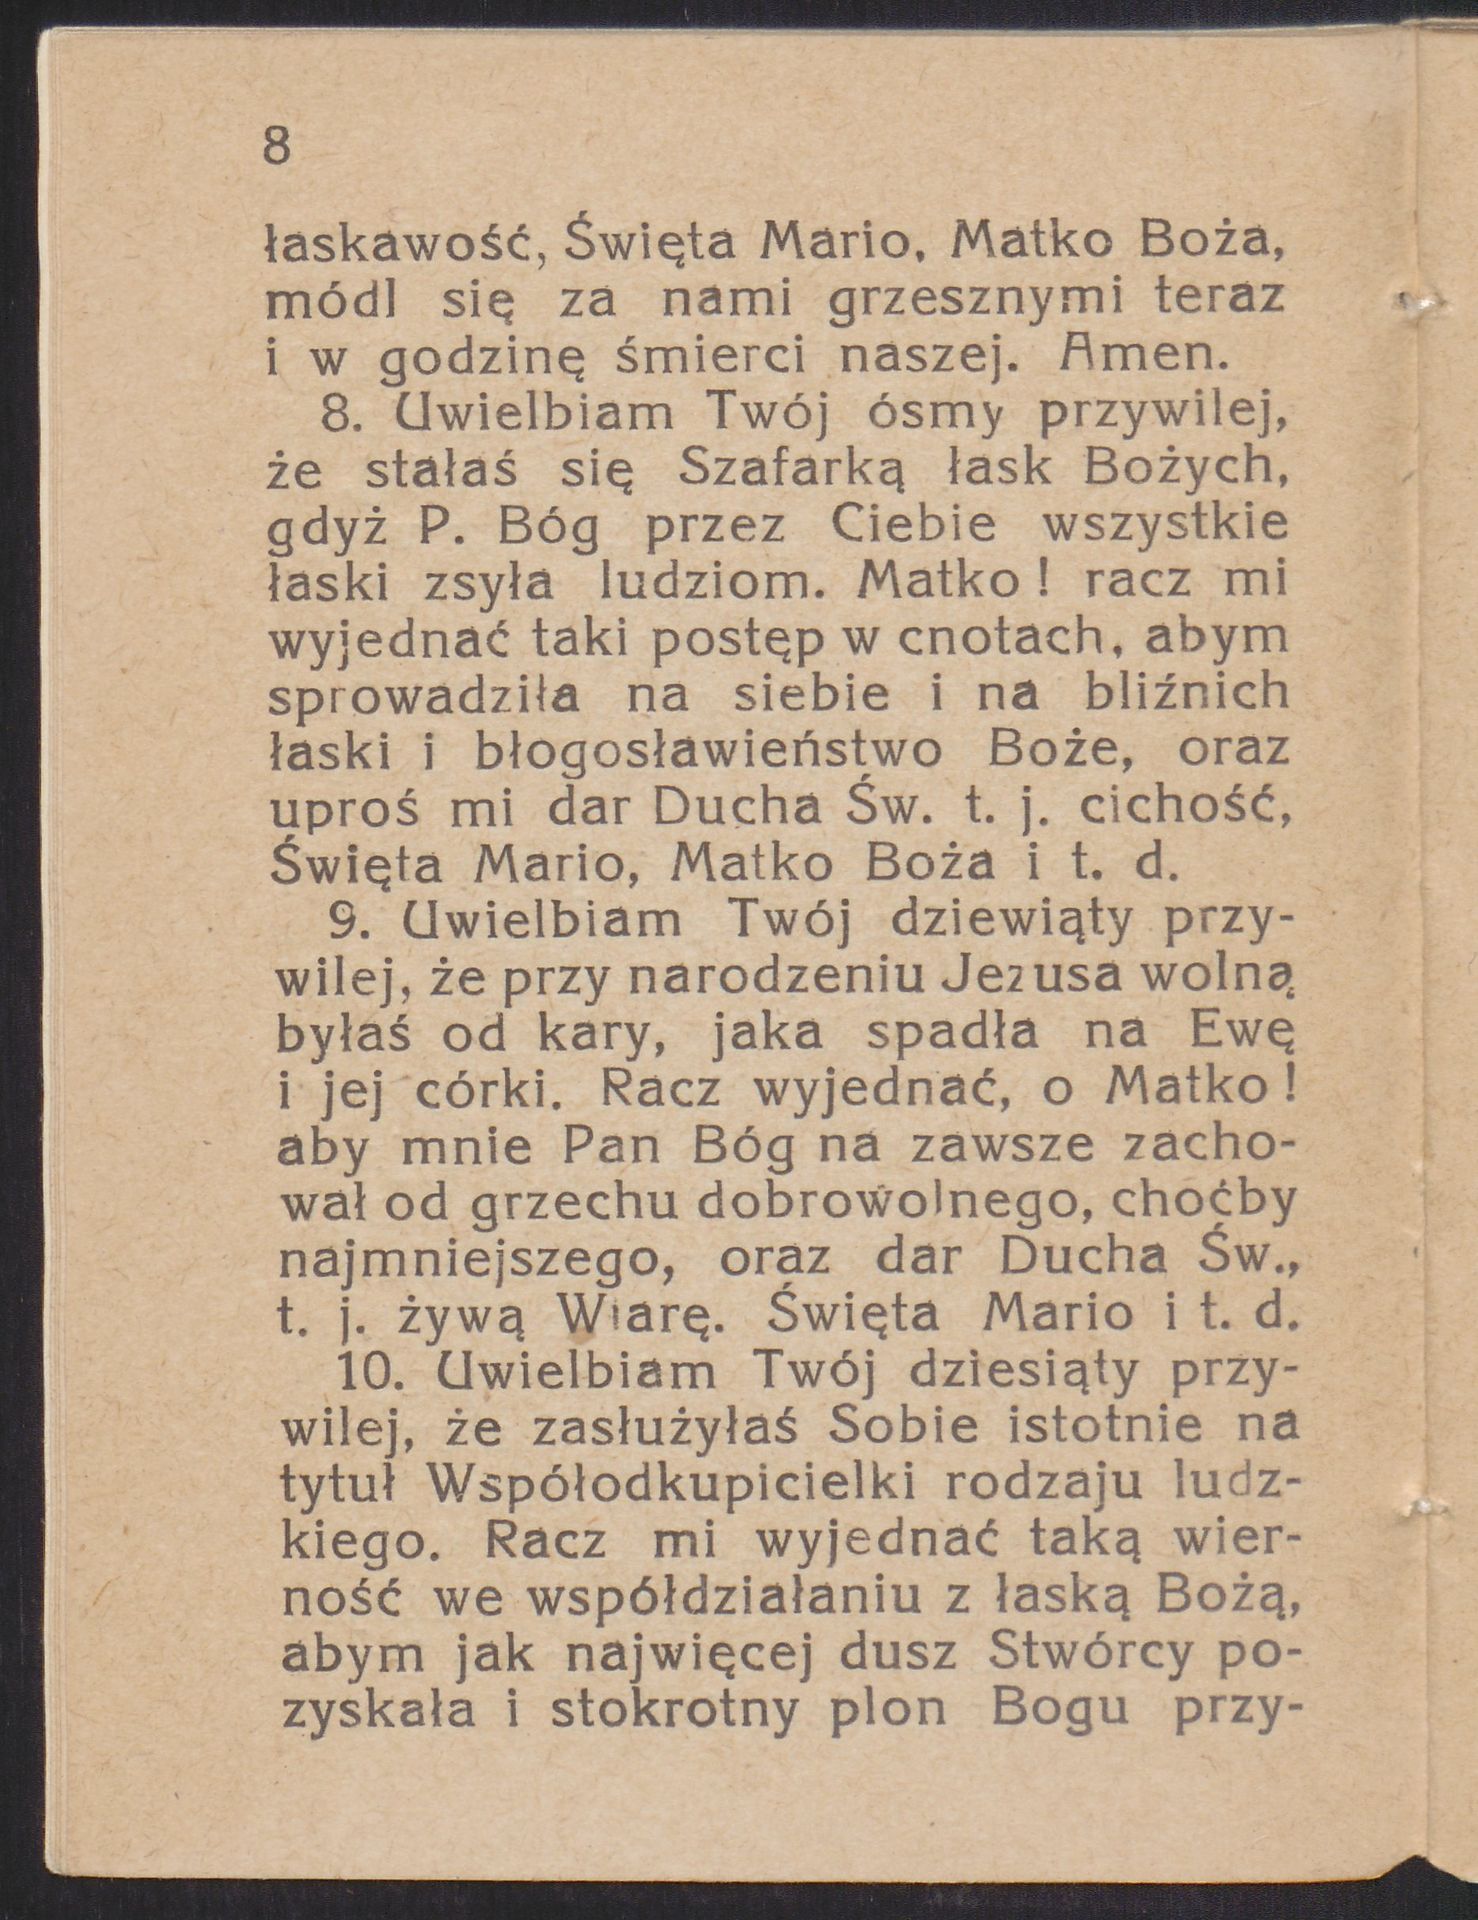 8
łaskawość, Święta Mario, Matko Boża,
módl się za nami grzesznymi teraz
i w godzinę śmierci naszej. Amen.
8. Uwielbiam Twój ósmy przywilej,
że stałaś się Szafarką łask Bożych,
gdyż P. Bóg przez Ciebie wszystkie
łaski zsyła ludziom. Matko! racz mi
wyjednać taki postęp w cnotach, abym
sprowadziła na siebie i na bliźnich
łaski i błogosławieństwo Boże, oraz
uproś mi dar Ducha Św. t. j. cichość,
Święta Mario, Matko Boża i t. d.
9. Uwielbiam Twój dziewiąty przy-
wilej, że przy narodzeniu Jezusa wolną
byłaś od kary, jaka spadła na Ewę
i jej córki. Racz wyjednać, o Matko!
aby mnie Pan Bóg na zawsze zacho-
wał od grzechu dobrowolnego, choćby
najmniejszego, oraz dar Ducha Św.,
t. j. żywą Wiarę. Święta Mario i t. d.
10. Uwielbiam Twój dziesiąty przy-
wilej, że zasłużyłaś Sobie istotnie na
tytuł Współodkupicielki rodzaju ludz-
kiego. Racz mi wyjednać taką wier-
ność we współdziałaniu z łaską Bożą,
abym jak najwięcej dusz Stwórcy po-
zyskała i stokrotny plon Bogu przy-